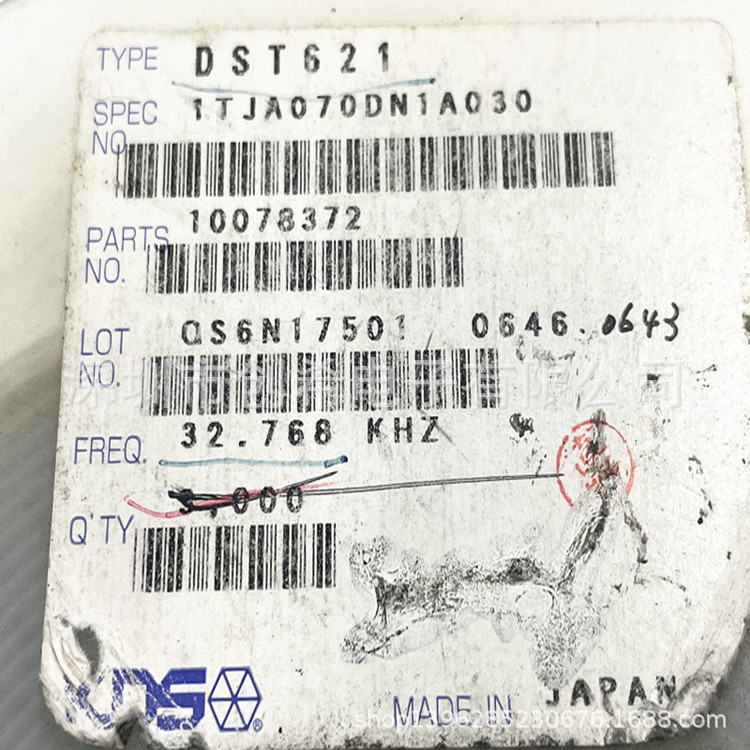 TYPE DST621
SPEC NO. 1TJA070DN1A030
PARTS NO. 10078372
LOT NO. QS6N17501 0646.0643
FREQ. 32.768 KHZ
Q'TY ,000
KDS ®
MADE IN JAPAN